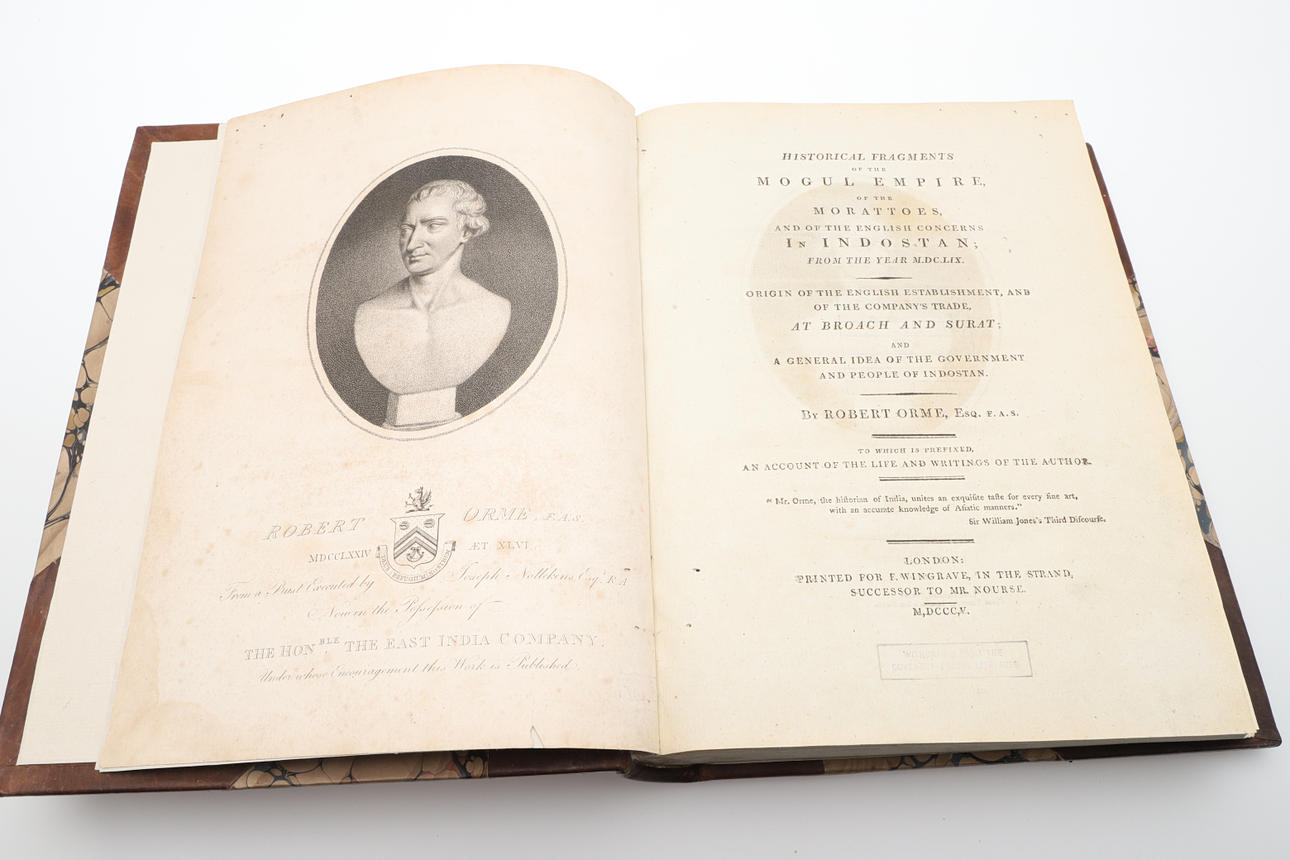 ROBERT ORME, F.A.S.
MDCCLXXIV ÆT XLVI
From a Bust Executed by Joseph Nollekens, Esqr. R.A
Now in the Poſseſsion of
THE HONBLE THE EAST INDIA COMPANY,
Under whose Encouragement this Work is Published.
HISTORICAL FRAGMENTS
OF THE
MOGUL EMPIRE,
OF THE
MORATTOES,
AND OF THE ENGLISH CONCERNS
IN INDOSTAN;
FROM THE YEAR M.DC.LIX.
ORIGIN OF THE ENGLISH ESTABLISHMENT, AND
OF THE COMPANY'S TRADE,
AT BROACH AND SURAT;
AND
A GENERAL IDEA OF THE GOVERNMENT
AND PEOPLE OF INDOSTAN.
By ROBERT ORME, Esq. F.A.S.
TO WHICH IS PREFIXED,
AN ACCOUNT OF THE LIFE AND WRITINGS OF THE AUTHOR.
"Mr. Orme, the hiſtorian of India, unites an exquiſite taſte for every fine art,
with an accurate knowledge of Aſiatic manners."
Sir William Jones's Third Diſcourſe.
LONDON:
PRINTED FOR F. WINGRAVE, IN THE STRAND,
SUCCESSOR TO MR. NOURSE.
M,DCCC,V.